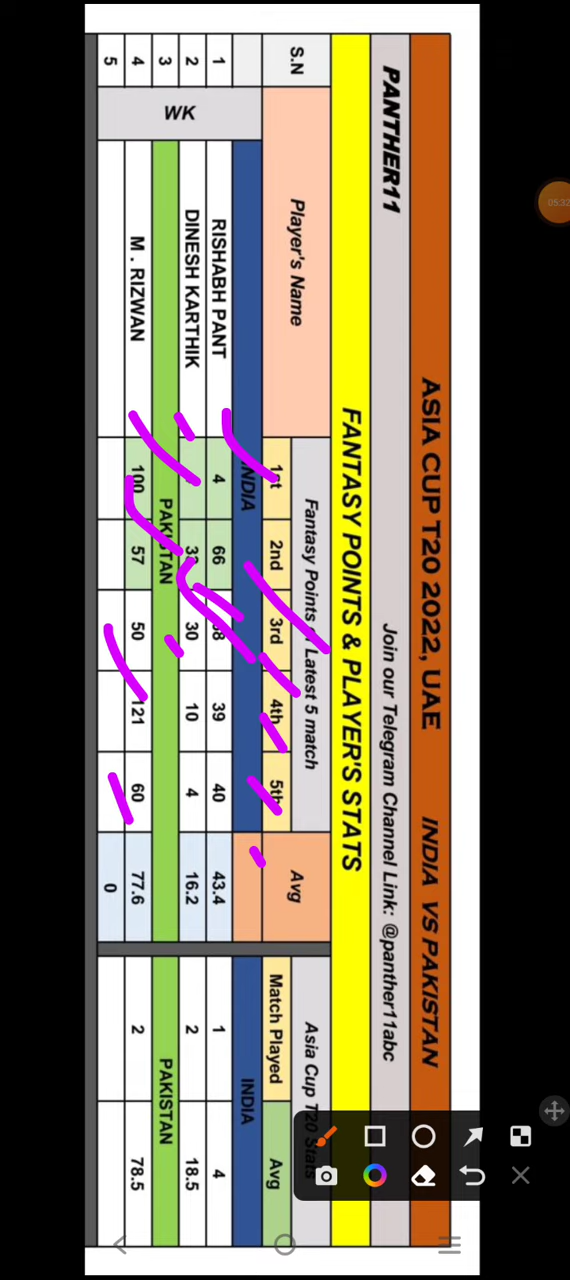 ASIA CUP T20 2022, UAE INDIA VS PAKISTAN
PANTHER11 Join our Telegram Channel Link: @panther11abc
FANTASY POINTS & PLAYER'S STATS
S.N Player's Name Fantasy Points Latest 5 match Avg Asia Cup T20 Stats
1st 2nd 3rd 4th 5th Match Played Avg
INDIA INDIA
WK
1 RISHABH PANT 4 66 39 40 43.4 1 4
2 DINESH KARTHIK 30 10 4 16.2 2 18.5
3 PAKISTAN PAKISTAN
4 M . RIZWAN 100 57 50 121 60 77.6 2 78.5
5 0
05:32